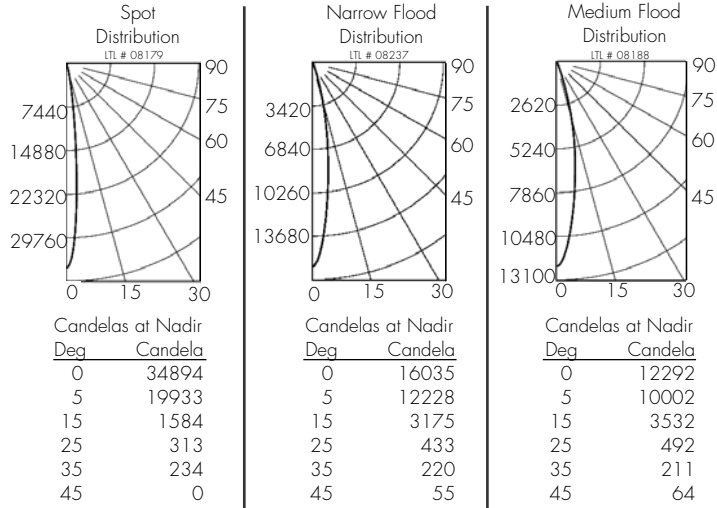 Spot
Distribution
LTL # 08179
90
75
60
45
7440
14880
22320
29760
0 15 30
Candelas at Nadir
Deg Candela
0 34894
5 19933
15 1584
25 313
35 234
45 0
Narrow Flood
Distribution
LTL # 08237
90
75
60
45
3420
6840
10260
13680
0 15 30
Candelas at Nadir
Deg Candela
0 16035
5 12228
15 3175
25 433
35 220
45 55
Medium Flood
Distribution
LTL # 08188
90
75
60
45
2620
5240
7860
10480
13100
0 15 30
Candelas at Nadir
Deg Candela
0 12292
5 10002
15 3532
25 492
35 211
45 64